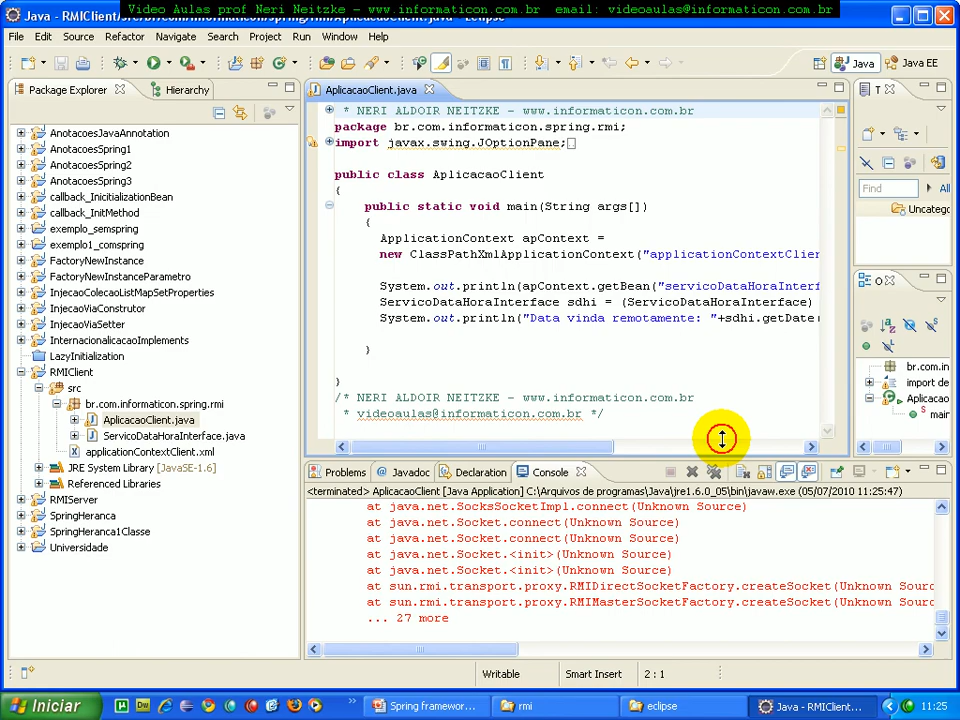 Video Aulas prof Neri Neitzke - www.informaticon.com.br email: videoaulas@informaticon.com.br
File Edit Source Refactor Navigate Search Project Run Window Help
Java
Java EE
Package Explorer
Hierarchy
AnotacoesJavaAnnotation
AnotacoesSpring1
AnotacoesSpring2
AnotacoesSpring3
callback_InicitializationBean
callback_InitMethod
exemplo_semspring
exemplo1_comspring
FactoryNewInstance
FactoryNewInstanceParametro
InjecaoColecaoListMapSetProperties
InjecaoViaConstrutor
InjecaoViaSetter
InternacionalicaoImplements
LazyInitialization
RMIClient
src
br.com.informaticon.spring.rmi
AplicacaoClient.java
ServicoDataHoraInterface.java
applicationContextClient.xml
JRE System Library [JavaSE-1.6]
Referenced Libraries
RMIServer
SpringHeranca
SpringHeranca1Classe
Universidade
AplicacaoClient.java
* NERI ALDOIR NEITZKE - www.informaticon.com.br
package br.com.informaticon.spring.rmi;
import javax.swing.JOptionPane;
public class AplicacaoClient
{
public static void main(String args[])
{
ApplicationContext apContext =
new ClassPathXmlApplicationContext("applicationContextClien
System.out.println(apContext.getBean("servicoDataHoraInterf
ServicoDataHoraInterface sdhi = (ServicoDataHoraInterface)
System.out.println("Data vinda remotamente: "+sdhi.getDate(
}
}
/* NERI ALDOIR NEITZKE - www.informaticon.com.br
* videoaulas@informaticon.com.br */
T
Find
All
Uncatego
O
br.com.in
import de
Aplicacao
main
Problems
Javadoc
Declaration
Console
<terminated> AplicacaoClient [Java Application] C:\Arquivos de programas\Java\jre1.6.0_05\bin\javaw.exe (05/07/2010 11:25:47)
at java.net.SocksSocketImpl.connect(Unknown Source)
at java.net.Socket.connect(Unknown Source)
at java.net.Socket.connect(Unknown Source)
at java.net.Socket.<init>(Unknown Source)
at java.net.Socket.<init>(Unknown Source)
at sun.rmi.transport.proxy.RMIDirectSocketFactory.createSocket(Unknown Sourc
at sun.rmi.transport.proxy.RMIMasterSocketFactory.createSocket(Unknown Sourc
... 27 more
Writable
Smart Insert
2 : 1
Iniciar
Spring framewor...
rmi
eclipse
Java - RMIClient/...
11:25